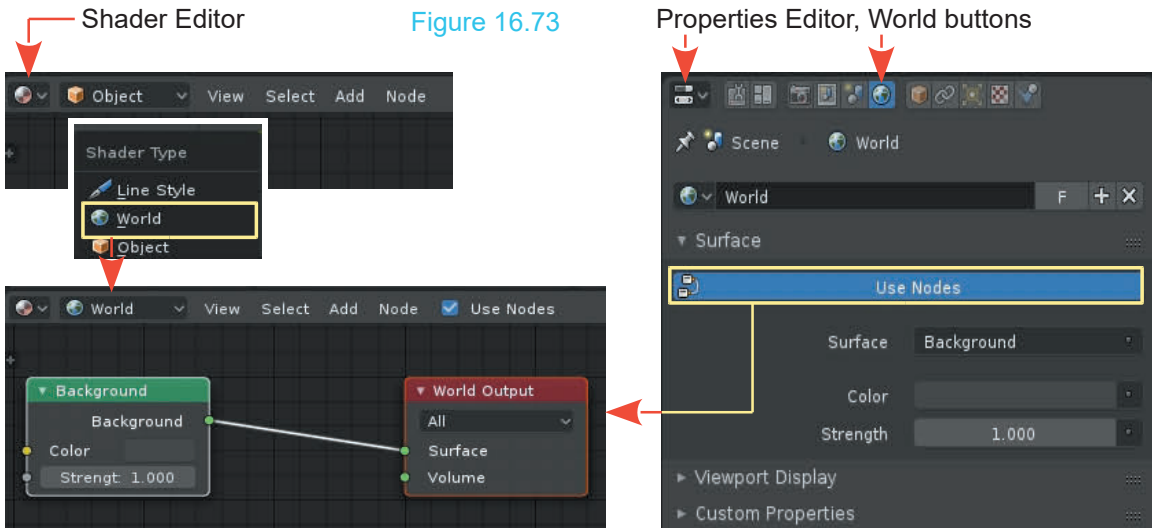 Shader Editor
Figure 16.73
Properties Editor, World buttons
Object View Select Add Node
Shader Type
Line Style
World
Object
World View Select Add Node Use Nodes
Background
Background
Color
Strengt: 1.000
World Output
All
Surface
Volume
Scene World
World F
Surface
Use Nodes
Surface Background
Color
Strength 1.000
Viewport Display
Custom Properties